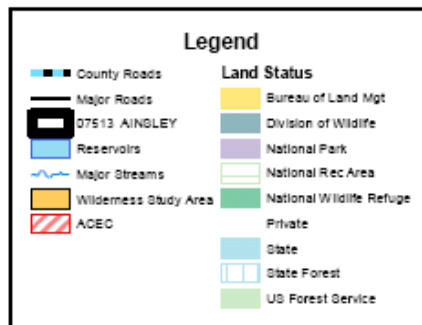 Legend
County Roads
Major Roads
07513 AINSLEY
Reservoirs
Major Streams
Wilderness Study Area
ACEC
Land Status
Bureau of Land Mgt
Division of Wildlife
National Park
National Rec Area
National Wildlife Refuge
Private
State
State Forest
US Forest Service